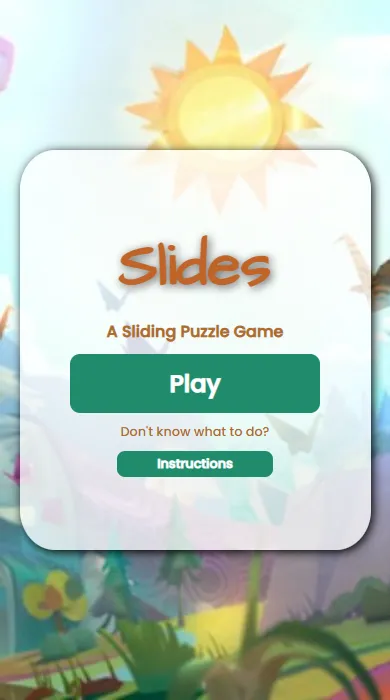 Slides
A Sliding Puzzle Game
Play
Don't know what to do?
Instructions